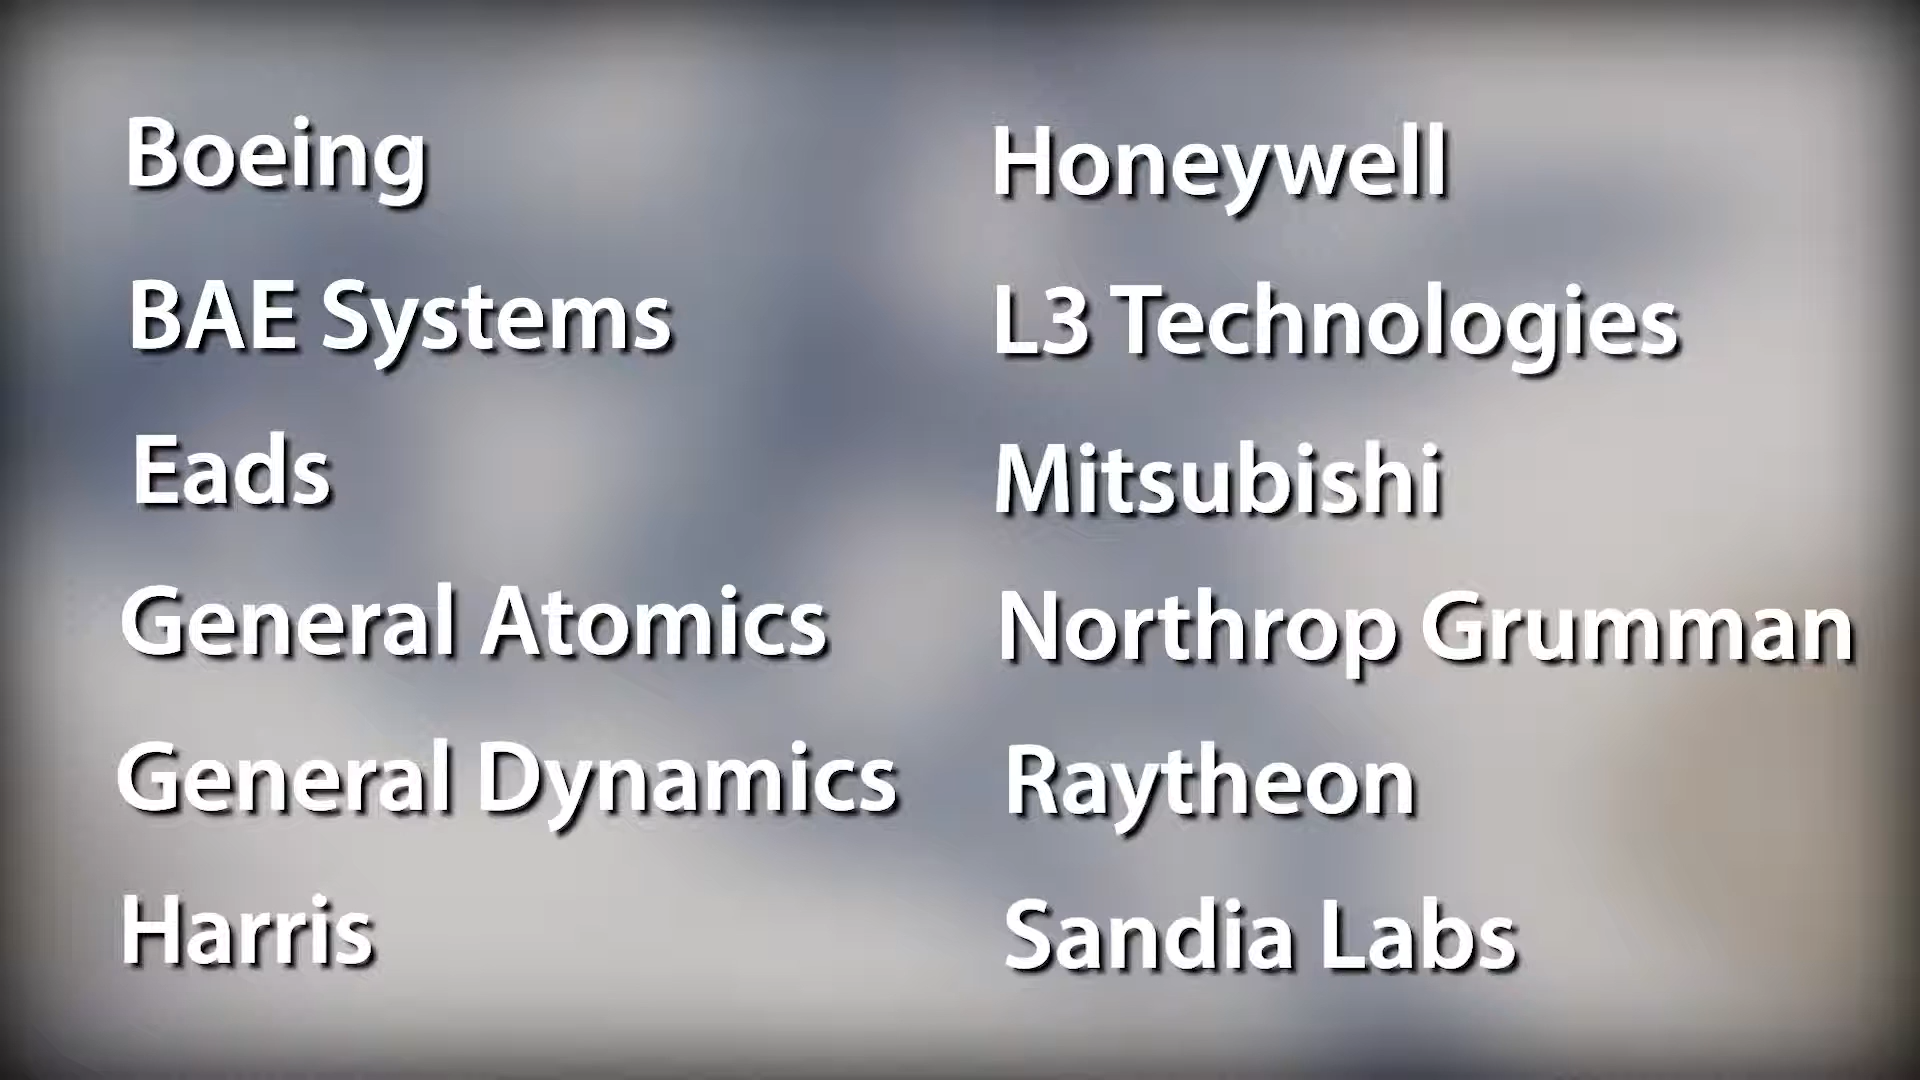 Boeing
BAE Systems
Eads
General Atomics
General Dynamics
Harris
Honeywell
L3 Technologies
Mitsubishi
Northrop Grumman
Raytheon
Sandia Labs